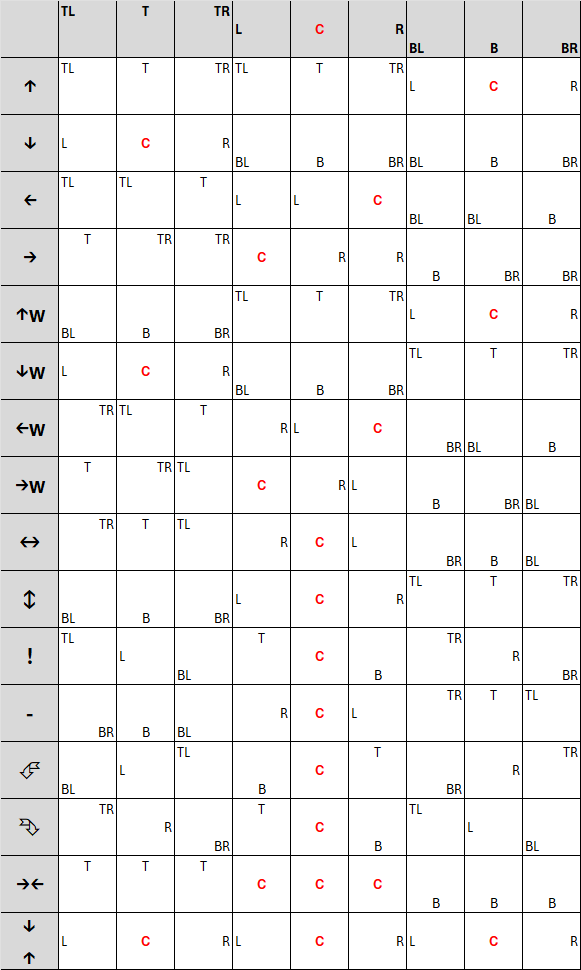 TL T TR L C R BL B BR
↑ TL T TR TL T TR L C R
↓ L C R BL B BR BL B BR
← TL TL T L L C BL BL B
→ T TR TR C R R B BR BR
↑W BL B BR TL T TR L C R
↓W L C R BL B BR TL T TR
←W TR TL T R L C BR BL B
→W T TR TL C R L B BR BL
↔ TR T TL R C L BR B BL
↕ BL B BR L C R TL T TR
! TL L BL T C B TR R BR
- BR B BL R C L TR T TL
BL L TL B C T BR R TR
TR R BR T C B TL L BL
→← T T T C C C B B B
↓
L C R L C R L C R
↑